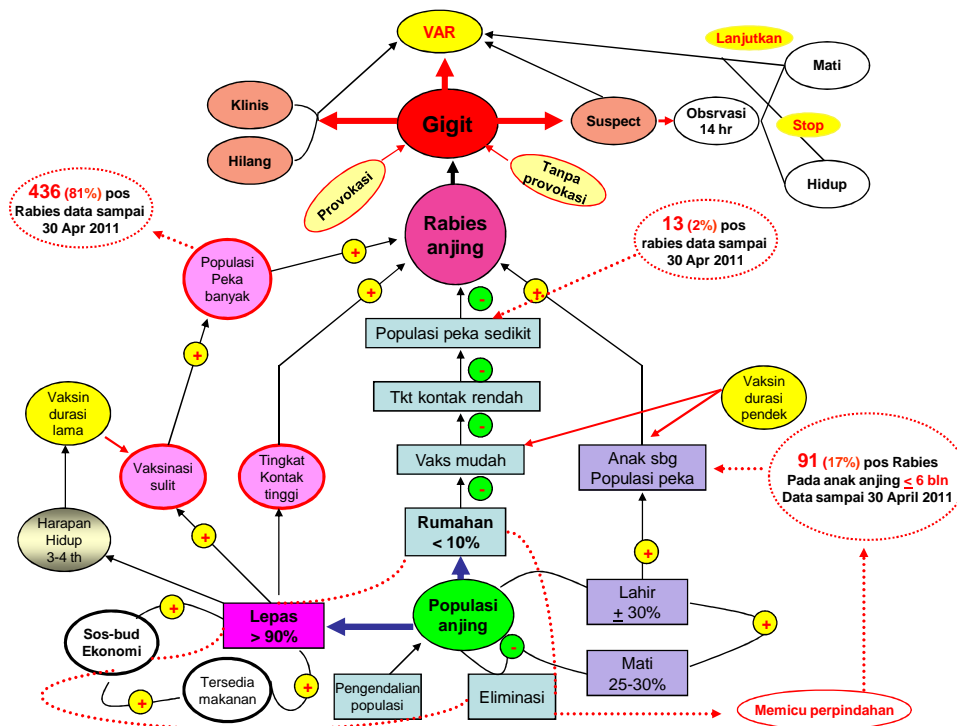 VAR
Lanjutkan
Mati
Klinis
Gigit
Suspect
Obsrvasi
14 hr
Stop
Hilang
Hidup
Provokasi
Tanpa
provokasi
436 (81%) pos
Rabies data sampai
30 Apr 2011
Rabies
anjing
13 (2%) pos
rabies data sampai
30 Apr 2011
Populasi
Peka
banyak
+
+
-
+
Populasi peka sedikit
+
-
Vaksin
durasi
lama
Tkt kontak rendah
Vaksin
durasi
pendek
-
Vaksinasi
sulit
Tingkat
Kontak
tinggi
Vaks mudah
Anak sbg
Populasi peka
91 (17%) pos Rabies
Pada anak anjing < 6 bln
Data sampai 30 April 2011
-
Harapan
Hidup
3-4 th
+
Rumahan
< 10%
+
Lepas
> 90%
Populasi
anjing
Lahir
+ 30%
+
Sos-bud
Ekonomi
+
-
+
Mati
25-30%
Tersedia
makanan
+
+
Pengendalian
populasi
Eliminasi
Memicu perpindahan